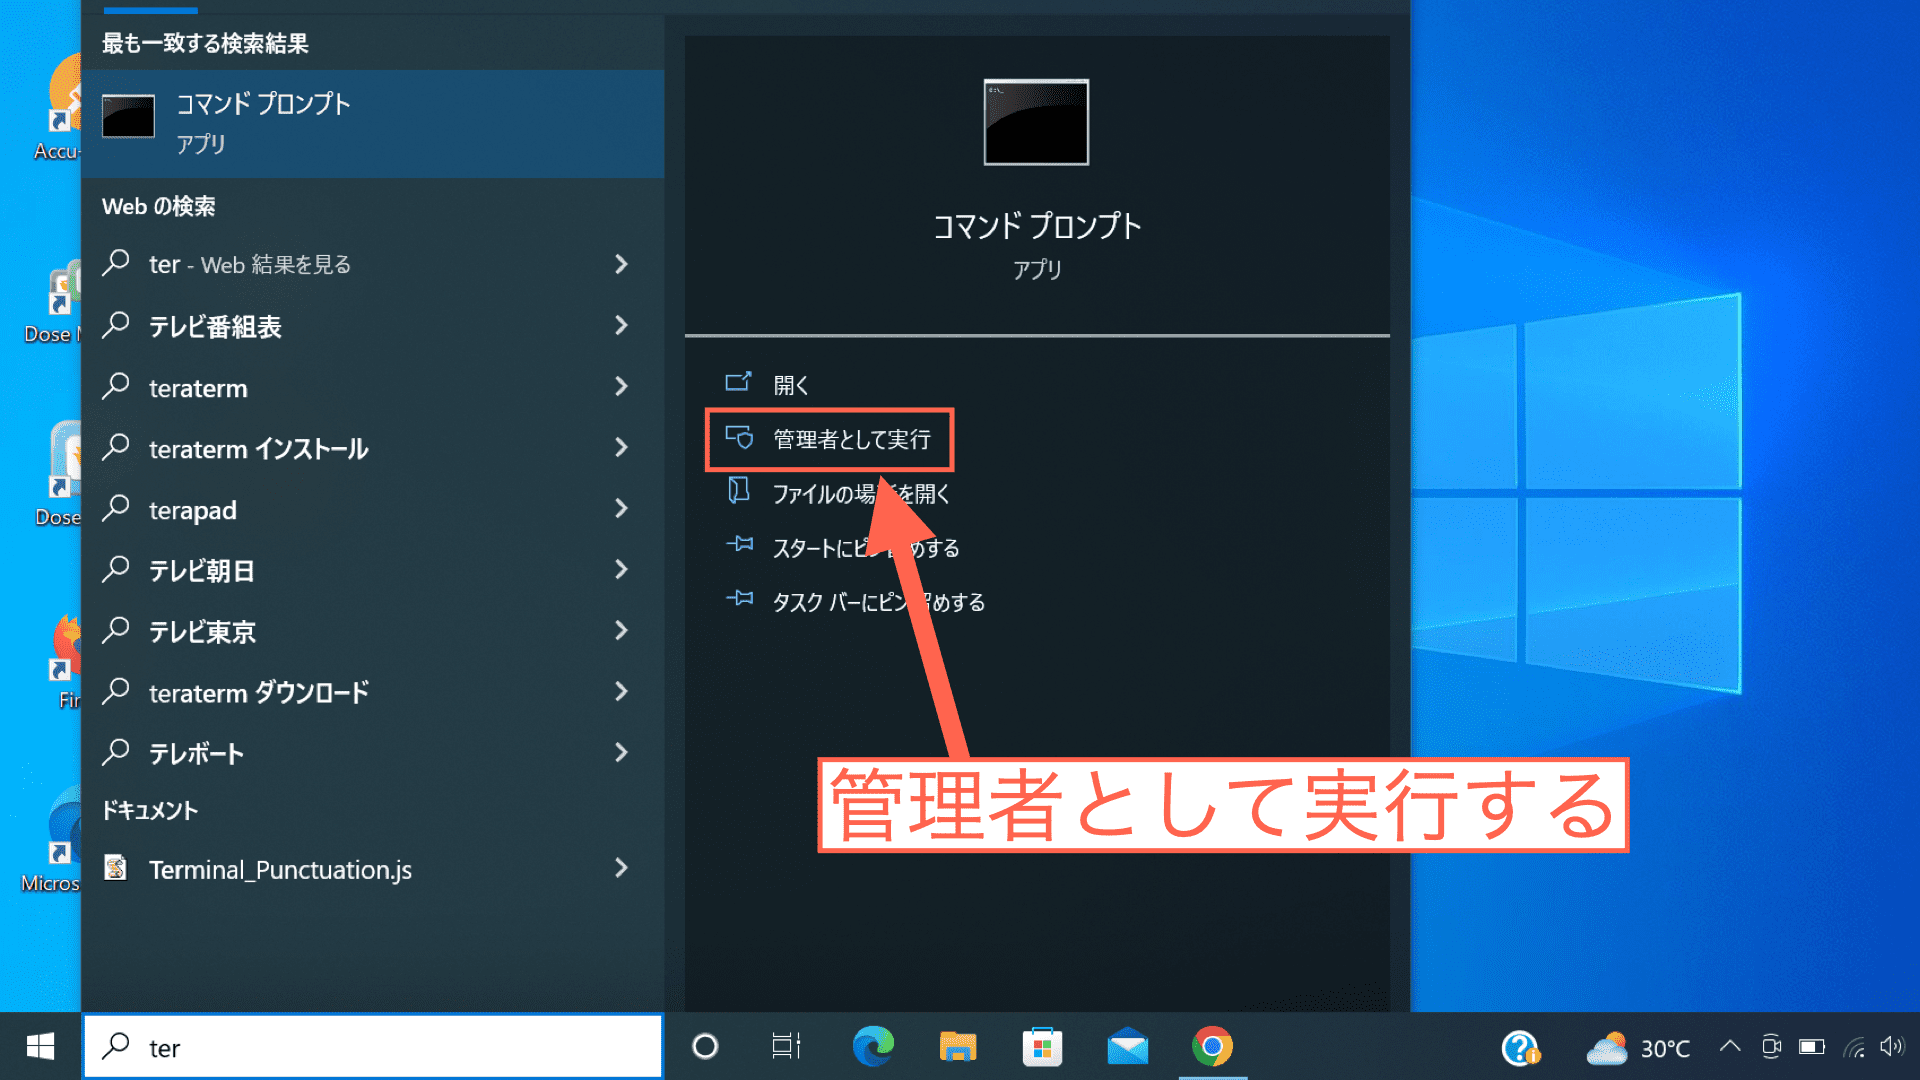 最も一致する検索結果
コマンド プロンプト
アプリ
Web の検索
ter - Web 結果を見る
テレビ番組表
teraterm
teraterm インストール
terapad
テレビ朝日
テレビ東京
teraterm ダウンロード
テレポート
ドキュメント
Terminal_Punctuation.js
ter
コマンド プロンプト
アプリ
開く
管理者として実行
ファイルの場所を開く
スタートにピン留めする
タスク バーにピン留めする
管理者として実行する
Accu-
Dose
Dose
Micros
30℃